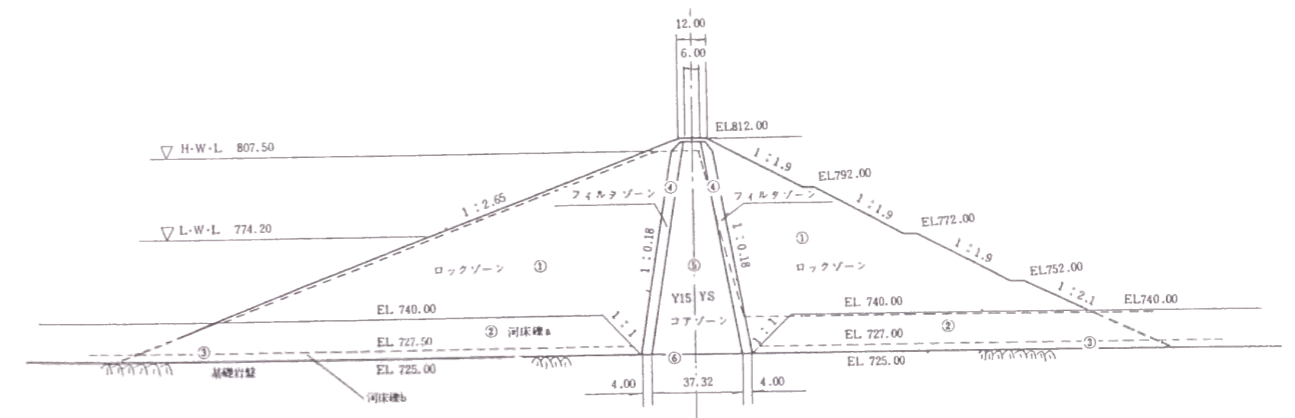 12.00
6.00
EL812.00
▽ H・W・L 807.50
1:1.9
EL792.00
④ ④
フィルタゾーン フィルタゾーン
1:2.65
1:1.9
EL772.00
▽ L・W・L 774.20
1:0.18
1:0.18
①
1:1.9
ロックゾーン ①
⑤
ロックゾーン
EL752.00
Y15 YS
1:2.1
EL 740.00
EL 740.00
EL740.00
コアゾーン
1:1
1:1
② 河床礫a
EL 727.00
②
EL 727.50
③
③
⑥
基礎岩盤
EL 725.00
EL 725.00
4.00 37.32 4.00
河床礫b